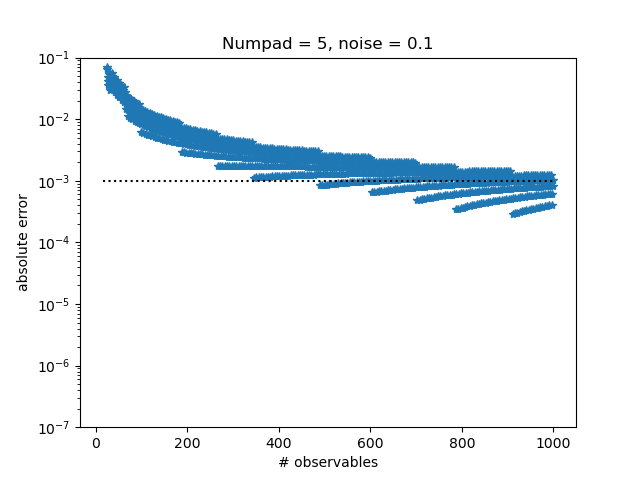 Numpad = 5, noise = 0.1
10⁻¹
10⁻²
10⁻³
10⁻⁴
10⁻⁵
10⁻⁶
10⁻⁷
absolute error
0 200 400 600 800 1000
# observables